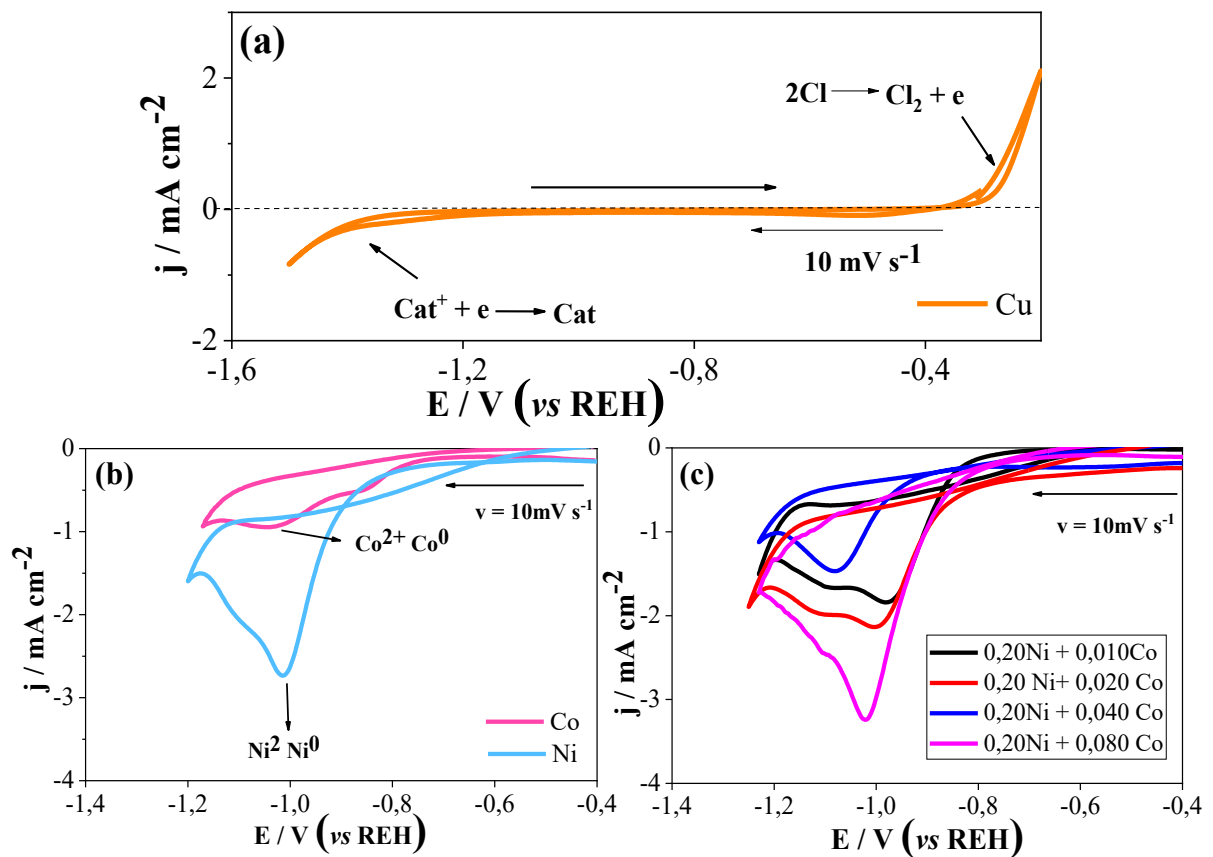 (a)
2Cl ⟶ Cl₂ + e
10 mV s⁻¹
Cat⁺ + e ⟶ Cat
Cu
2
0
-2
j / mA cm⁻²
-1,6
-1,2
-0,8
-0,4
E / V (vs REH)
(b)
v = 10mV s⁻¹
Co²⁺ Co⁰
Ni² Ni⁰
Co
Ni
0
-1
-2
-3
-4
j / mA cm⁻²
-1,4
-1,2
-1,0
-0,8
-0,6
-0,4
E / V (vs REH)
(c)
v = 10mV s⁻¹
0,20Ni + 0,010Co
0,20 Ni+ 0,020 Co
0,20Ni + 0,040 Co
0,20Ni + 0,080 Co
0
-1
-2
-3
-4
j / mA cm⁻²
-1,4
-1,2
-1,0
-0,8
-0,6
-0,4
E / V (vs REH)